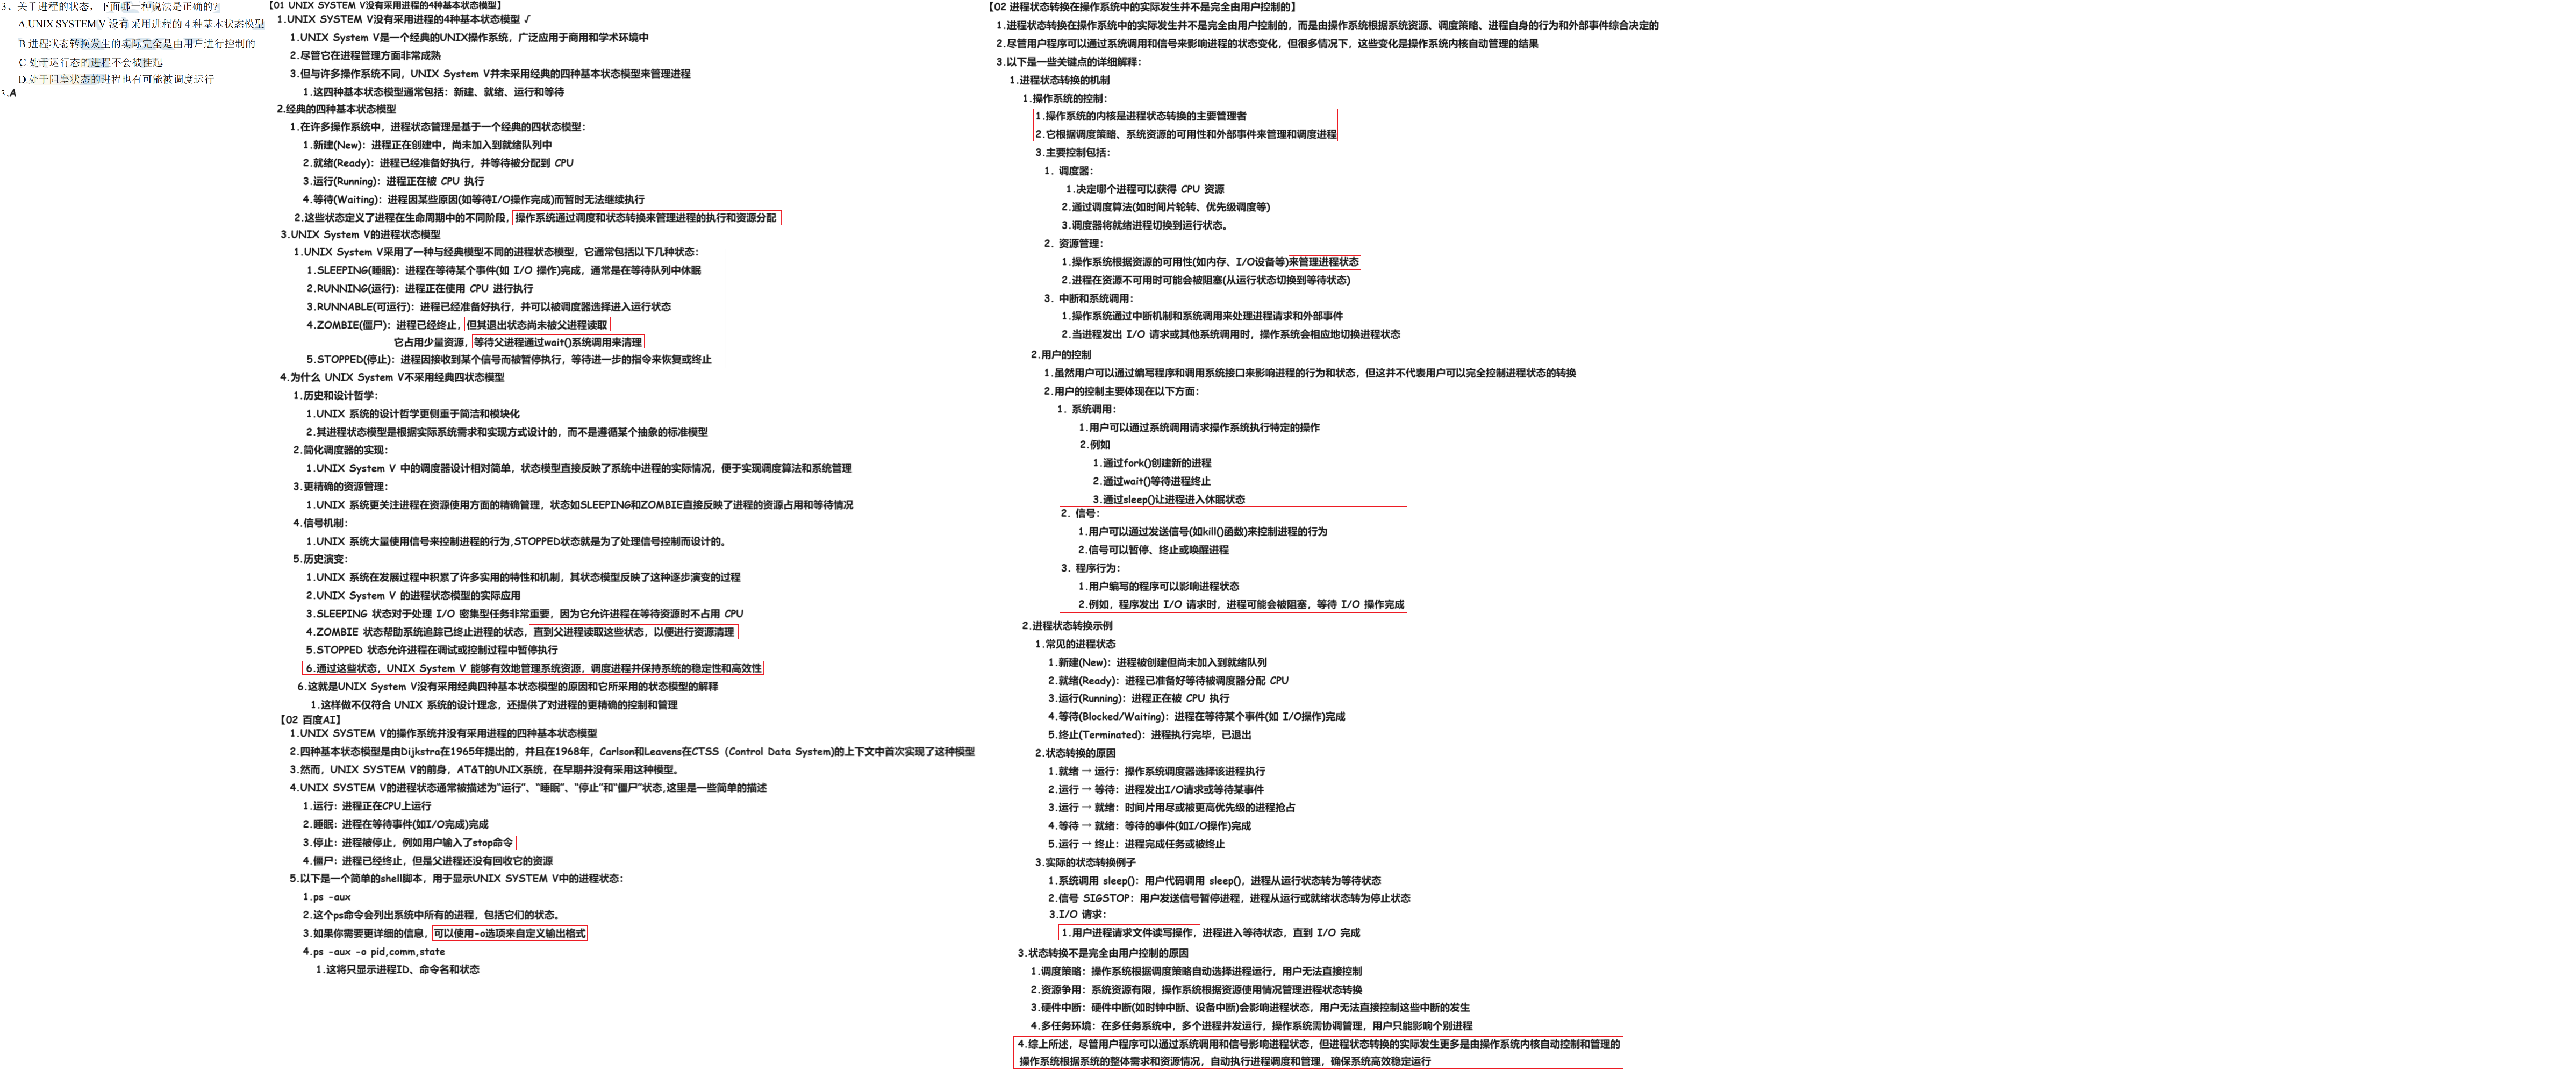 3、关于进程的状态，下面哪一种说法是正确的?
A.UNIX SYSTEM V 没有采用进程的 4 种基本状态模型
B 进程状态转换发生的实际完全是由用户进行控制的
C.处于运行态的进程不会被挂起
D.处于阻塞状态的进程也有可能被调度运行
3.A
【01 UNIX SYSTEM V没有采用进程的4种基本状态模型】
1.UNIX SYSTEM V没有采用进程的4种基本状态模型 √
1.UNIX System V是一个经典的UNIX操作系统，广泛应用于商用和学术环境中
2.尽管它在进程管理方面非常成熟
3.但与许多操作系统不同，UNIX System V并未采用经典的四种基本状态模型来管理进程
1.这四种基本状态模型通常包括：新建、就绪、运行和等待
2.经典的四种基本状态模型
1.在许多操作系统中，进程状态管理是基于一个经典的四状态模型：
1.新建(New)：进程正在创建中，尚未加入到就绪队列中
2.就绪(Ready)：进程已经准备好执行，并等待被分配到 CPU
3.运行(Running)：进程正在被 CPU 执行
4.等待(Waiting)：进程因某些原因(如等待I/O操作完成)而暂时无法继续执行
2.这些状态定义了进程在生命周期中的不同阶段，操作系统通过调度和状态转换来管理进程的执行和资源分配
3.UNIX System V的进程状态模型
1.UNIX System V采用了一种与经典模型不同的进程状态模型，它通常包括以下几种状态：
1.SLEEPING(睡眠)：进程在等待某个事件(如 I/O 操作)完成，通常是在等待队列中休眠
2.RUNNING(运行)：进程正在使用 CPU 进行执行
3.RUNNABLE(可运行)：进程已经准备好执行，并可以被调度器选择进入运行状态
4.ZOMBIE(僵尸)：进程已经终止，但其退出状态尚未被父进程读取
它占用少量资源，等待父进程通过wait()系统调用来清理
5.STOPPED(停止)：进程因接收到某个信号而被暂停执行，等待进一步的指令来恢复或终止
4.为什么 UNIX System V不采用经典四状态模型
1.历史和设计哲学：
1.UNIX 系统的设计哲学更侧重于简洁和模块化
2.其进程状态模型是根据实际系统需求和实现方式设计的，而不是遵循某个抽象的标准模型
2.简化调度器的实现：
1.UNIX System V 中的调度器设计相对简单，状态模型直接反映了系统中进程的实际情况，便于实现调度算法和系统管理
3.更精确的资源管理：
1.UNIX 系统更关注进程在资源使用方面的精确管理，状态如SLEEPING和ZOMBIE直接反映了进程的资源占用和等待情况
4.信号机制：
1.UNIX 系统大量使用信号来控制进程的行为,STOPPED状态就是为了处理信号控制而设计的。
5.历史演变：
1.UNIX 系统在发展过程中积累了许多实用的特性和机制，其状态模型反映了这种逐步演变的过程
2.UNIX System V 的进程状态模型的实际应用
3.SLEEPING 状态对于处理 I/O 密集型任务非常重要，因为它允许进程在等待资源时不占用 CPU
4.ZOMBIE 状态帮助系统追踪已终止进程的状态，直到父进程读取这些状态，以便进行资源清理
5.STOPPED 状态允许进程在调试或控制过程中暂停执行
6.通过这些状态，UNIX System V 能够有效地管理系统资源，调度进程并保持系统的稳定性和高效性
6.这就是UNIX System V没有采用经典四种基本状态模型的原因和它所采用的状态模型的解释
1.这样做不仅符合 UNIX 系统的设计理念，还提供了对进程的更精确的控制和管理
【02 百度AI】
1.UNIX SYSTEM V的操作系统并没有采用进程的四种基本状态模型
2.四种基本状态模型是由Dijkstra在1965年提出的，并且在1968年，Carlson和Leavens在CTSS（Control Data System)的上下文中首次实现了这种模型
3.然而，UNIX SYSTEM V的前身，AT&T的UNIX系统，在早期并没有采用这种模型。
4.UNIX SYSTEM V的进程状态通常被描述为“运行”、“睡眠”、“停止”和“僵尸”状态,这里是一些简单的描述
1.运行：进程正在CPU上运行
2.睡眠：进程在等待事件(如I/O完成)完成
3.停止：进程被停止，例如用户输入了stop命令
4.僵尸：进程已经终止，但是父进程还没有回收它的资源
5.以下是一个简单的shell脚本，用于显示UNIX SYSTEM V中的进程状态：
1.ps -aux
2.这个ps命令会列出系统中所有的进程，包括它们的状态。
3.如果你需要更详细的信息，可以使用-o选项来自定义输出格式
4.ps -aux -o pid,comm,state
1.这将只显示进程ID、命令名和状态
【02 进程状态转换在操作系统中的实际发生并不是完全由用户控制的】
1.进程状态转换在操作系统中的实际发生并不是完全由用户控制的，而是由操作系统根据系统资源、调度策略、进程自身的行为和外部事件综合决定的
2.尽管用户程序可以通过系统调用和信号来影响进程的状态变化，但很多情况下，这些变化是操作系统内核自动管理的结果
3.以下是一些关键点的详细解释：
1.进程状态转换的机制
1.操作系统的控制：
1.操作系统的内核是进程状态转换的主要管理者
2.它根据调度策略、系统资源的可用性和外部事件来管理和调度进程
3.主要控制包括：
1. 调度器：
1.决定哪个进程可以获得 CPU 资源
2.通过调度算法(如时间片轮转、优先级调度等)
3.调度器将就绪进程切换到运行状态。
2. 资源管理：
1.操作系统根据资源的可用性(如内存、I/O设备等)来管理进程状态
2.进程在资源不可用时可能会被阻塞(从运行状态切换到等待状态)
3. 中断和系统调用：
1.操作系统通过中断机制和系统调用来处理进程请求和外部事件
2.当进程发出 I/O 请求或其他系统调用时，操作系统会相应地切换进程状态
2.用户的控制
1.虽然用户可以通过编写程序和调用系统接口来影响进程的行为和状态，但这并不代表用户可以完全控制进程状态的转换
2.用户的控制主要体现在以下方面：
1. 系统调用：
1.用户可以通过系统调用请求操作系统执行特定的操作
2.例如
1.通过fork()创建新的进程
2.通过wait()等待进程终止
3.通过sleep()让进程进入休眠状态
2. 信号：
1.用户可以通过发送信号(如kill()函数)来控制进程的行为
2.信号可以暂停、终止或唤醒进程
3. 程序行为：
1.用户编写的程序可以影响进程状态
2.例如，程序发出 I/O 请求时，进程可能会被阻塞，等待 I/O 操作完成
2.进程状态转换示例
1.常见的进程状态
1.新建(New)：进程被创建但尚未加入到就绪队列
2.就绪(Ready)：进程已准备好等待被调度器分配 CPU
3.运行(Running)：进程正在被 CPU 执行
4.等待(Blocked/Waiting)：进程在等待某个事件(如 I/O操作)完成
5.终止(Terminated)：进程执行完毕，已退出
2.状态转换的原因
1.就绪 → 运行：操作系统调度器选择该进程执行
2.运行 → 等待：进程发出I/O请求或等待某事件
3.运行 → 就绪：时间片用尽或被更高优先级的进程抢占
4.等待 → 就绪：等待的事件(如I/O操作)完成
5.运行 → 终止：进程完成任务或被终止
3.实际的状态转换例子
1.系统调用 sleep()：用户代码调用 sleep()，进程从运行状态转为等待状态
2.信号 SIGSTOP：用户发送信号暂停进程，进程从运行或就绪状态转为停止状态
3.I/O 请求：
1.用户进程请求文件读写操作，进程进入等待状态，直到 I/O 完成
3.状态转换不是完全由用户控制的原因
1.调度策略：操作系统根据调度策略自动选择进程运行，用户无法直接控制
2.资源争用：系统资源有限，操作系统根据资源使用情况管理进程状态转换
3.硬件中断：硬件中断(如时钟中断、设备中断)会影响进程状态，用户无法直接控制这些中断的发生
4.多任务环境：在多任务系统中，多个进程并发运行，操作系统需协调管理，用户只能影响个别进程
4.综上所述，尽管用户程序可以通过系统调用和信号影响进程状态，但进程状态转换的实际发生更多是由操作系统内核自动控制和管理的
操作系统根据系统的整体需求和资源情况，自动执行进程调度和管理，确保系统高效稳定运行